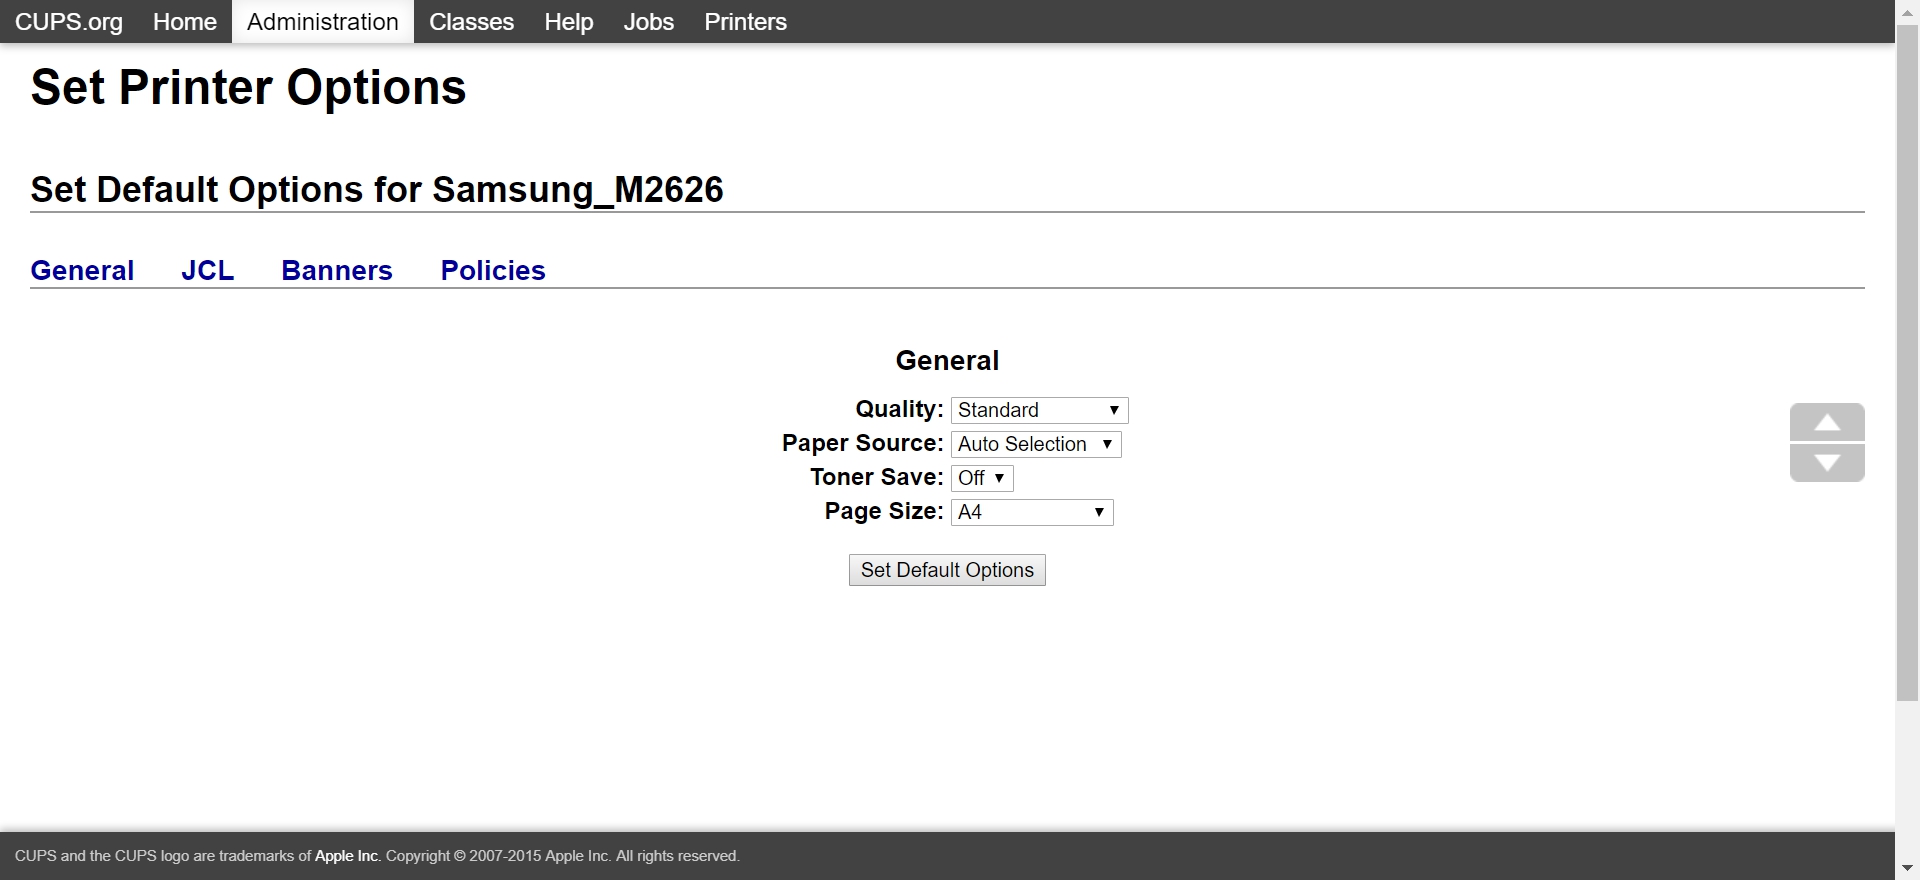 CUPS.org Home Administration Classes Help Jobs Printers
Set Printer Options
Set Default Options for Samsung_M2626
General JCL Banners Policies
General
Quality: Standard
Paper Source: Auto Selection
Toner Save: Off
Page Size: A4
Set Default Options
CUPS and the CUPS logo are trademarks of Apple Inc. Copyright © 2007-2015 Apple Inc. All rights reserved.